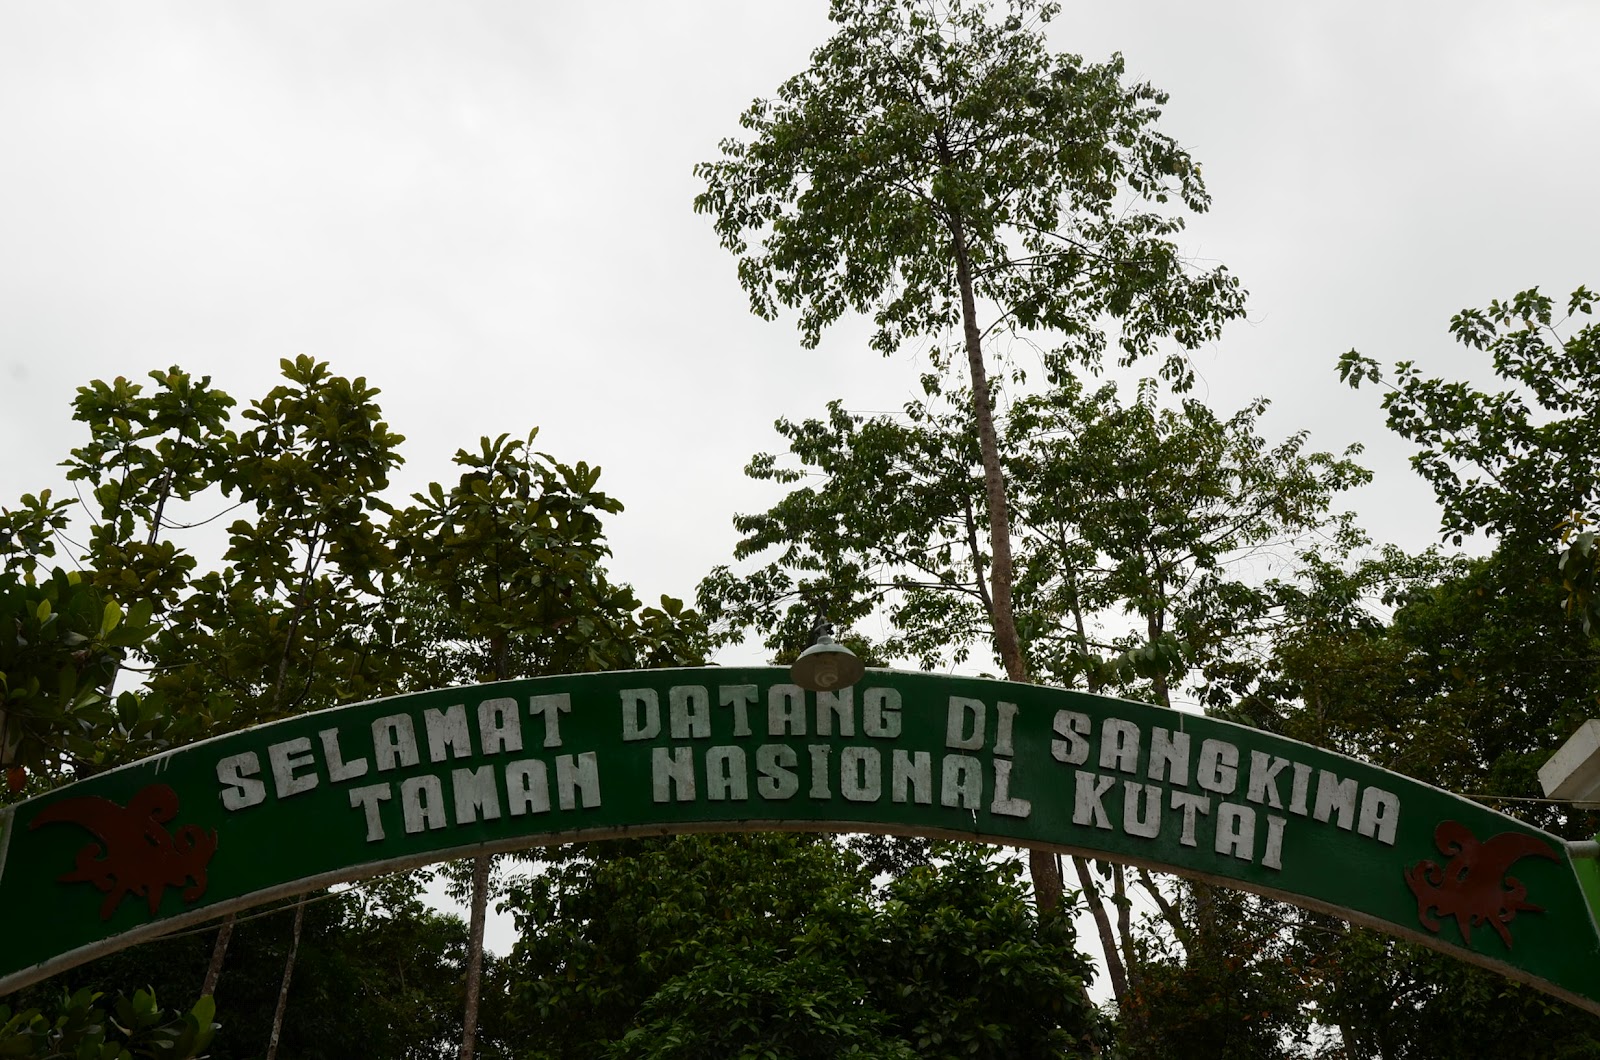 SELAMAT DATANG DI SANGKIMA
TAMAN NASIONAL KUTAI